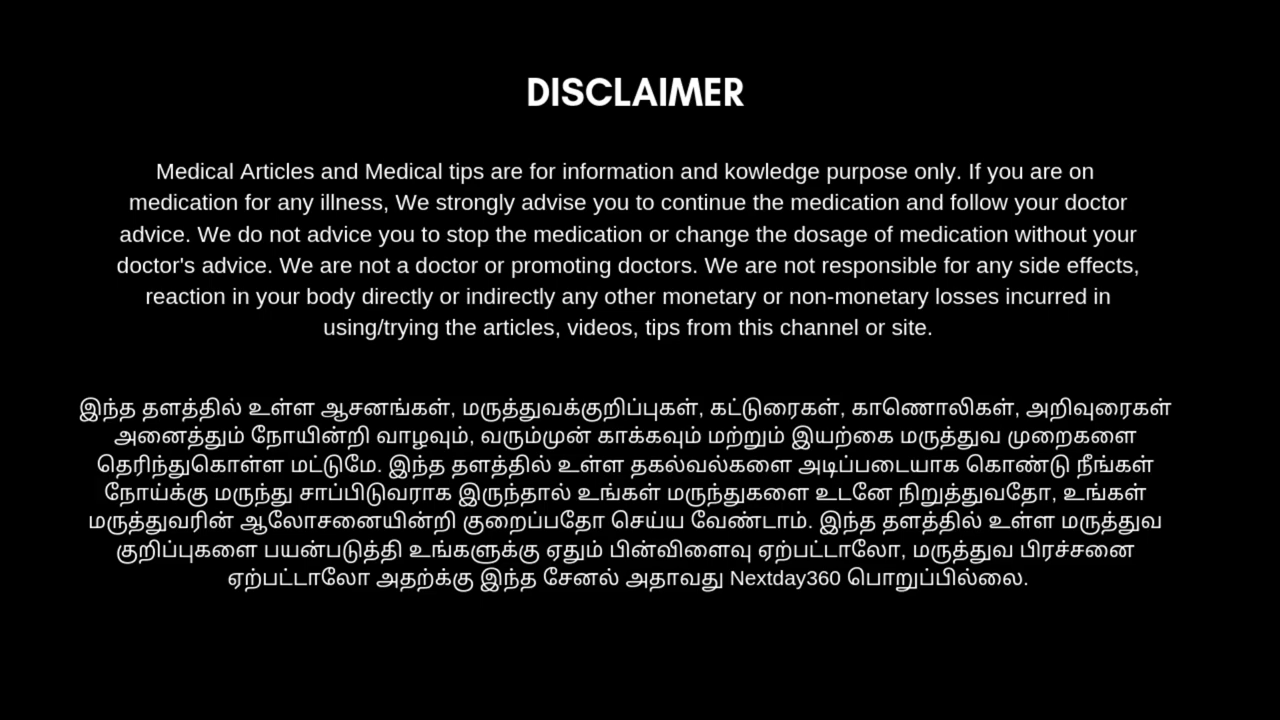 DISCLAIMER
Medical Articles and Medical tips are for information and kowledge purpose only. If you are on
medication for any illness, We strongly advise you to continue the medication and follow your doctor
advice. We do not advice you to stop the medication or change the dosage of medication without your
doctor's advice. We are not a doctor or promoting doctors. We are not responsible for any side effects,
reaction in your body directly or indirectly any other monetary or non-monetary losses incurred in
using/trying the articles, videos, tips from this channel or site.
இந்த தளத்தில் உள்ள ஆசனங்கள், மருத்துவக்குறிப்புகள், கட்டுரைகள், காணொலிகள், அறிவுரைகள்
அனைத்தும் நோயின்றி வாழவும், வரும்முன் காக்கவும் மற்றும் இயற்கை மருத்துவ முறைகளை
தெரிந்துகொள்ள மட்டுமே. இந்த தளத்தில் உள்ள தகல்வல்களை அடிப்படையாக கொண்டு நீங்கள்
நோய்க்கு மருந்து சாப்பிடுவராக இருந்தால் உங்கள் மருந்துகளை உடனே நிறுத்துவதோ, உங்கள்
மருத்துவரின் ஆலோசனையின்றி குறைப்பதோ செய்ய வேண்டாம். இந்த தளத்தில் உள்ள மருத்துவ
குறிப்புகளை பயன்படுத்தி உங்களுக்கு ஏதும் பின்விளைவு ஏற்பட்டாலோ, மருத்துவ பிரச்சனை
ஏற்பட்டாலோ அதற்க்கு இந்த சேனல் அதாவது Nextday360 பொறுப்பில்லை.